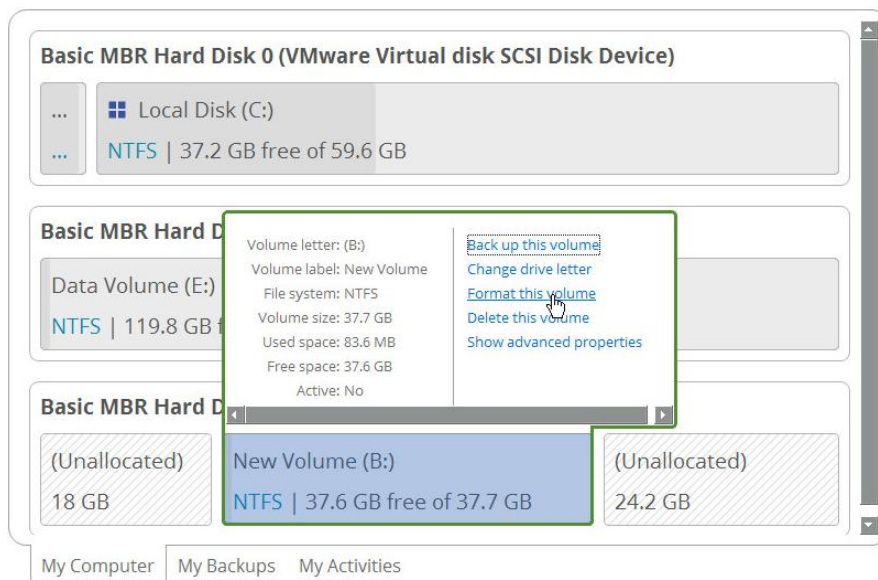 Basic MBR Hard Disk 0 (VMware Virtual disk SCSI Disk Device)
... Local Disk (C:)
... NTFS | 37.2 GB free of 59.6 GB
Basic MBR Hard D
Data Volume (E:)
NTFS | 119.8 GB f
Volume letter: (B:)
Volume label: New Volume
File system: NTFS
Volume size: 37.7 GB
Used space: 83.6 MB
Free space: 37.6 GB
Active: No
Back up this volume
Change drive letter
Format this volume
Delete this volume
Show advanced properties
Basic MBR Hard D
(Unallocated)
18 GB
New Volume (B:)
NTFS | 37.6 GB free of 37.7 GB
(Unallocated)
24.2 GB
My Computer My Backups My Activities